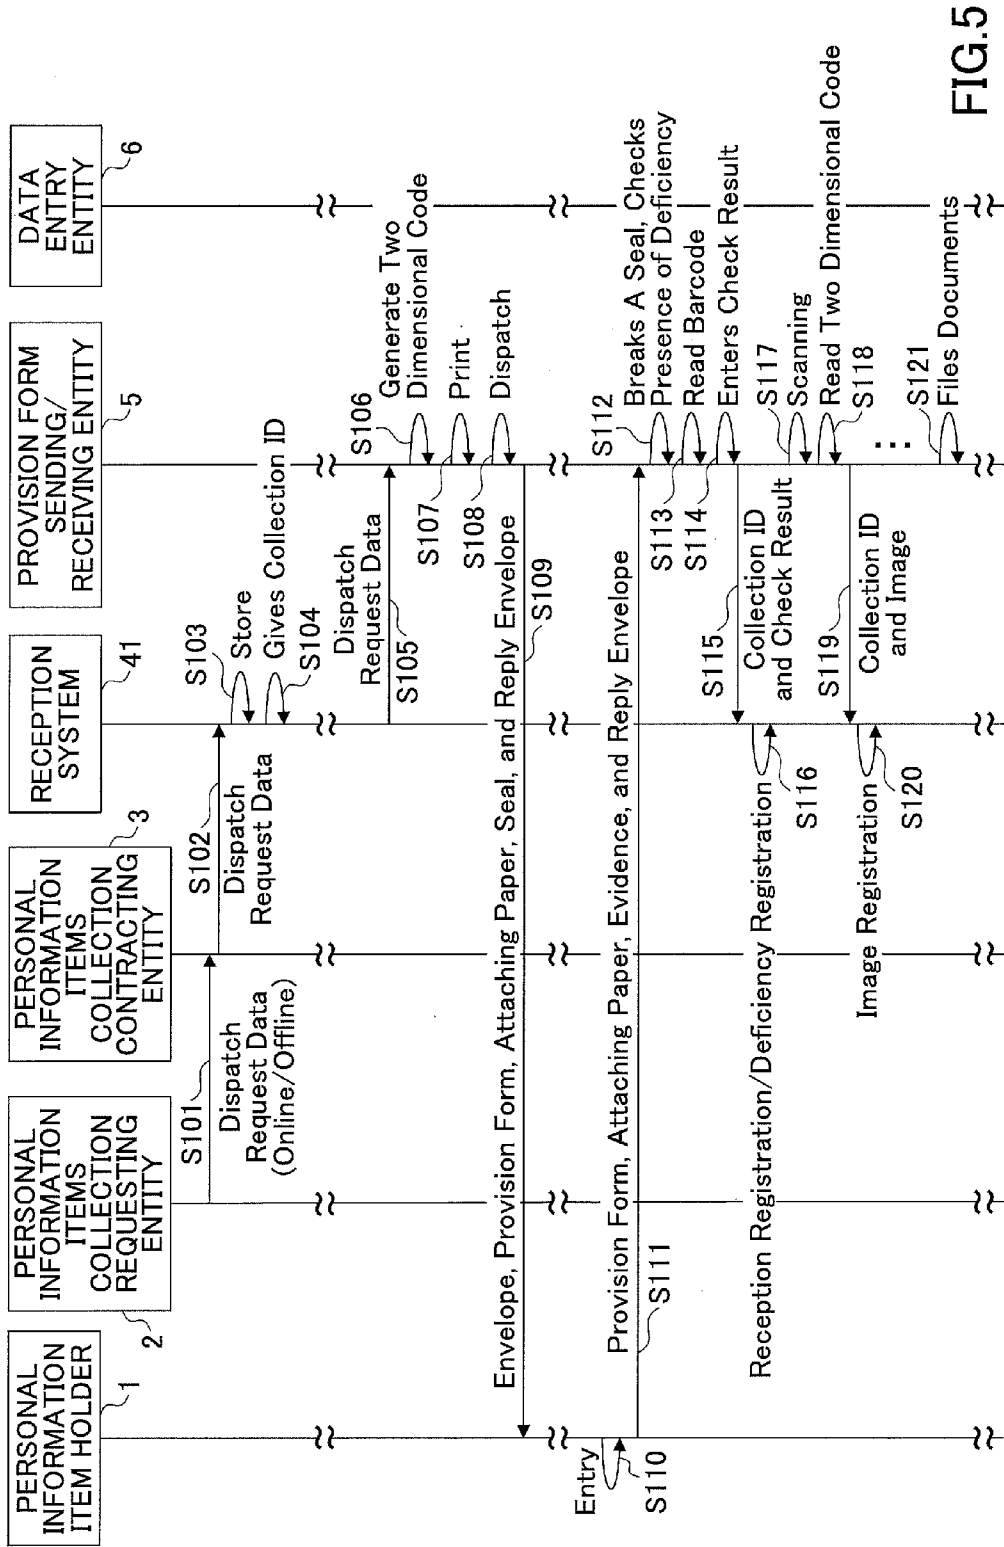 PERSONAL
INFORMATION
ITEM HOLDER
1
PERSONAL
INFORMATION
ITEMS
COLLECTION
REQUESTING
ENTITY
2
PERSONAL
INFORMATION
ITEMS
COLLECTION
CONTRACTING
ENTITY
3
RECEPTION
SYSTEM
41
PROVISION FORM
SENDING/
RECEIVING ENTITY
5
DATA
ENTRY
ENTITY
6
S101
Dispatch
Request Data
(Online/Offline)
S102
Dispatch
Request Data
S103
Store
Gives Collection ID
S104
Dispatch
Request Data
S105
S106
Generate Two
Dimensional Code
S107
Print
S108
Dispatch
Envelope, Provision Form, Attaching Paper, Seal, and Reply Envelope
S109
Entry
S110
Provision Form, Attaching Paper, Evidence, and Reply Envelope
S111
S112
Breaks A Seal, Checks
Presence of Deficiency
S113
Read Barcode
S114
Enters Check Result
S115
Collection ID
and Check Result
Reception Registration/Deficiency Registration
S116
S117
Scanning
Read Two Dimensional Code
S118
S119
Collection ID
and Image
Image Registration
S120
S121
Files Documents
FIG.5